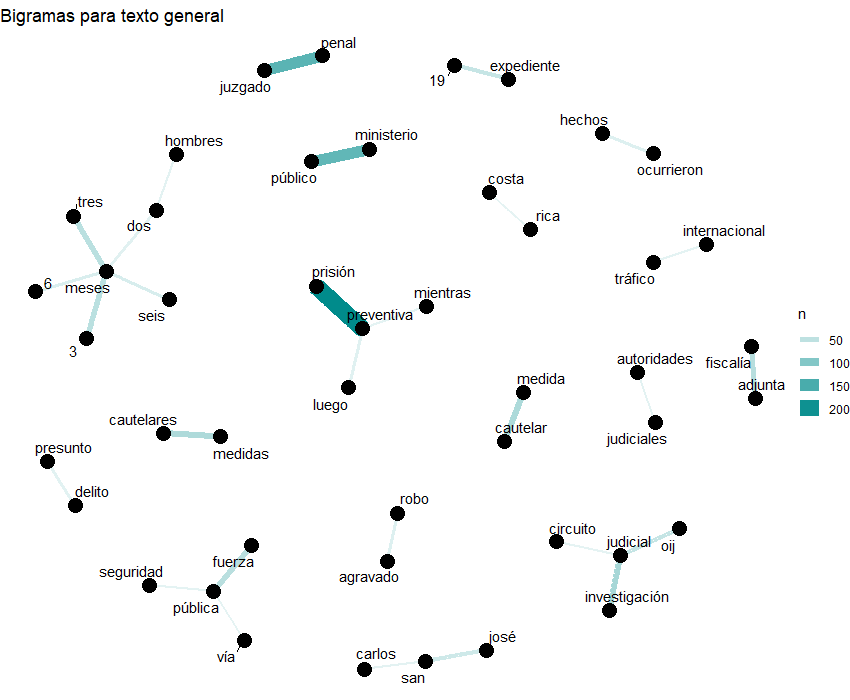 Bigramas para texto general
penal
juzgado
expediente
19
hechos
ocurrieron
hombres
ministerio
público
costa
rica
tres
dos
internacional
tráfico
prisión
mientras
6
meses
seis
preventiva
3
n
50
100
150
200
autoridades
fiscalía
adjunta
judiciales
luego
medida
cautelar
cautelares
medidas
presunto
delito
robo
agravado
circuito
judicial
oij
investigación
fuerza
seguridad
pública
vía
carlos
san
josé